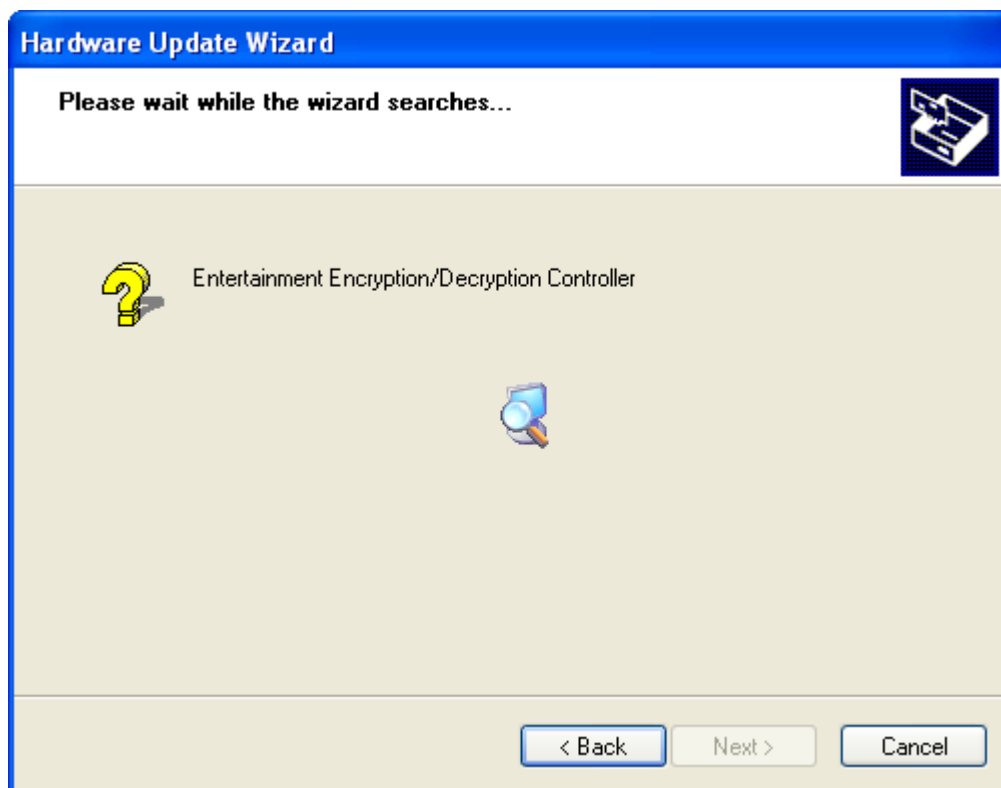 Hardware Update Wizard
Please wait while the wizard searches...
Entertainment Encryption/Decryption Controller
< Back Next > Cancel